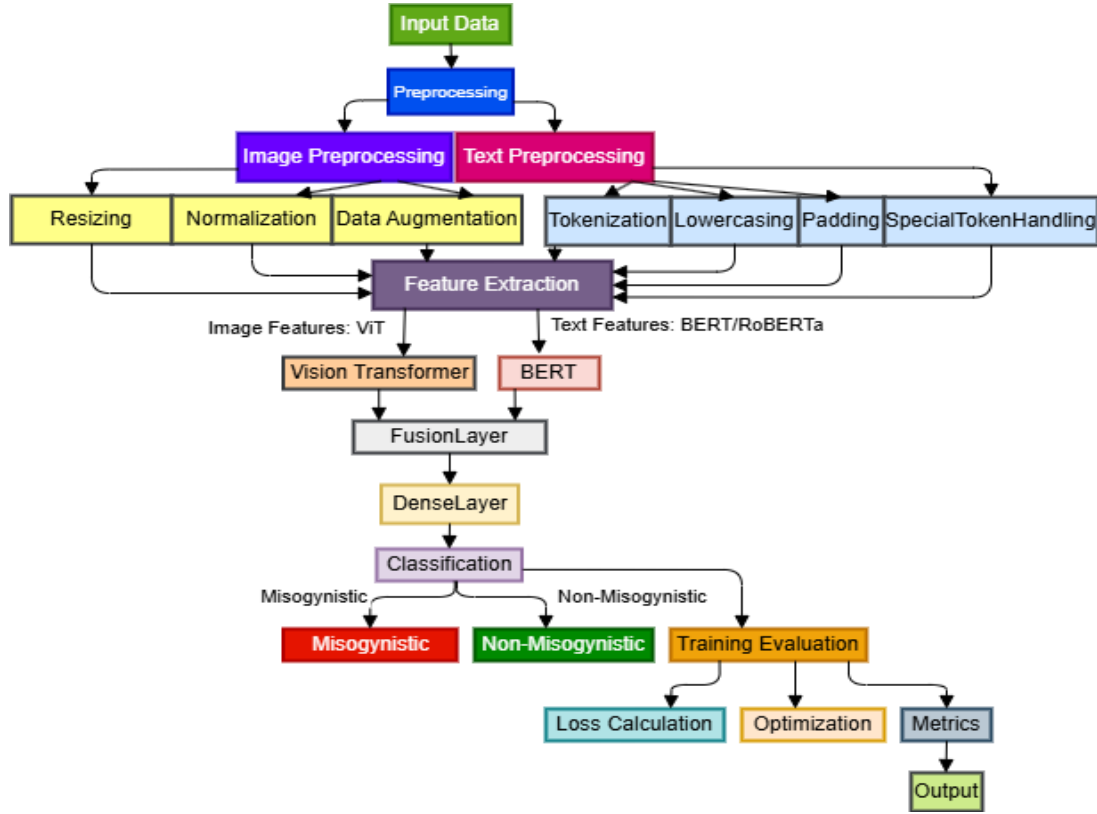 Input Data
Preprocessing
Image Preprocessing
Text Preprocessing
Resizing
Normalization
Data Augmentation
Tokenization
Lowercasing
Padding
SpecialTokenHandling
Feature Extraction
Image Features: ViT
Text Features: BERT/RoBERTa
Vision Transformer
BERT
FusionLayer
DenseLayer
Classification
Misogynistic
Non-Misogynistic
Misogynistic
Non-Misogynistic
Training Evaluation
Loss Calculation
Optimization
Metrics
Output